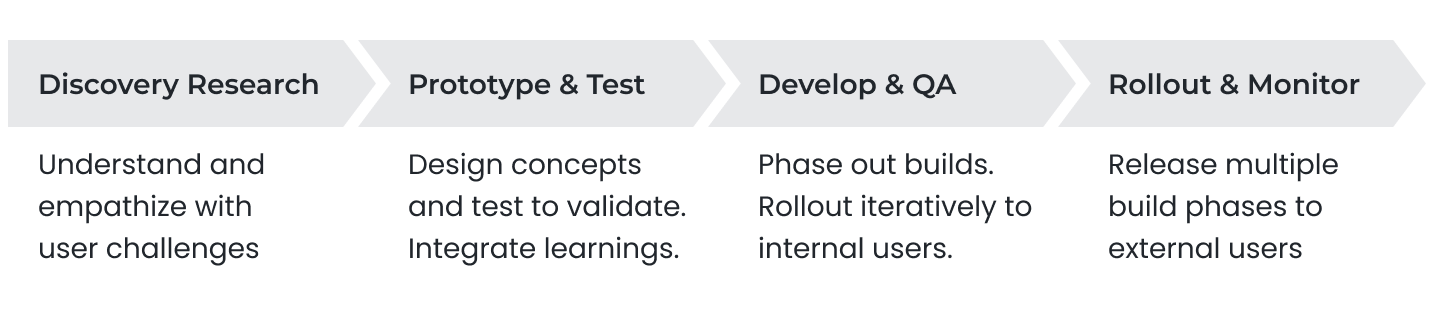 Discovery Research
Understand and
empathize with
user challenges
Prototype & Test
Design concepts
and test to validate.
Integrate learnings.
Develop & QA
Phase out builds.
Rollout iteratively to
internal users.
Rollout & Monitor
Release multiple
build phases to
external users